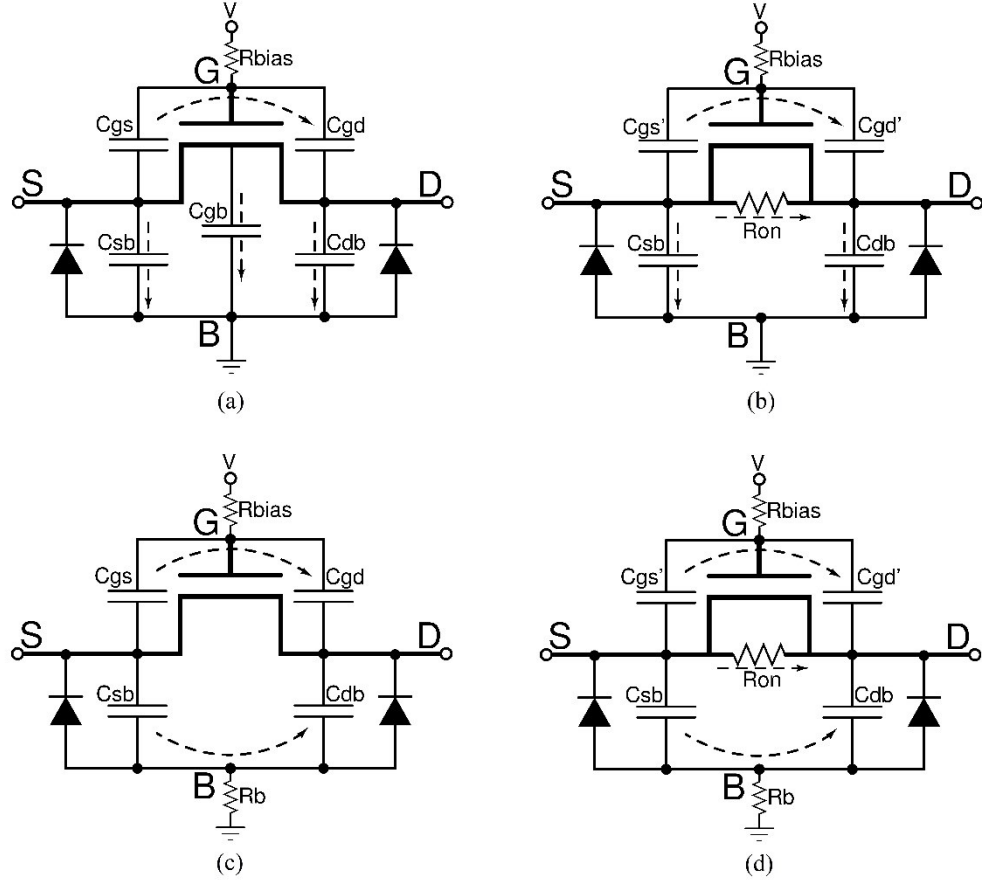 V
V
Rbias
Rbias
G
G
Cgs
Cgd
Cgs’
Cgd’
S
D
S
D
Cgb
Ron
Csb
Cdb
Csb
Cdb
B
B
(a)
(b)
V
V
Rbias
Rbias
G
G
Cgs
Cgd
Cgs’
Cgd’
S
D
S
D
Ron
Csb
Cdb
Csb
Cdb
B
Rb
B
Rb
(c)
(d)